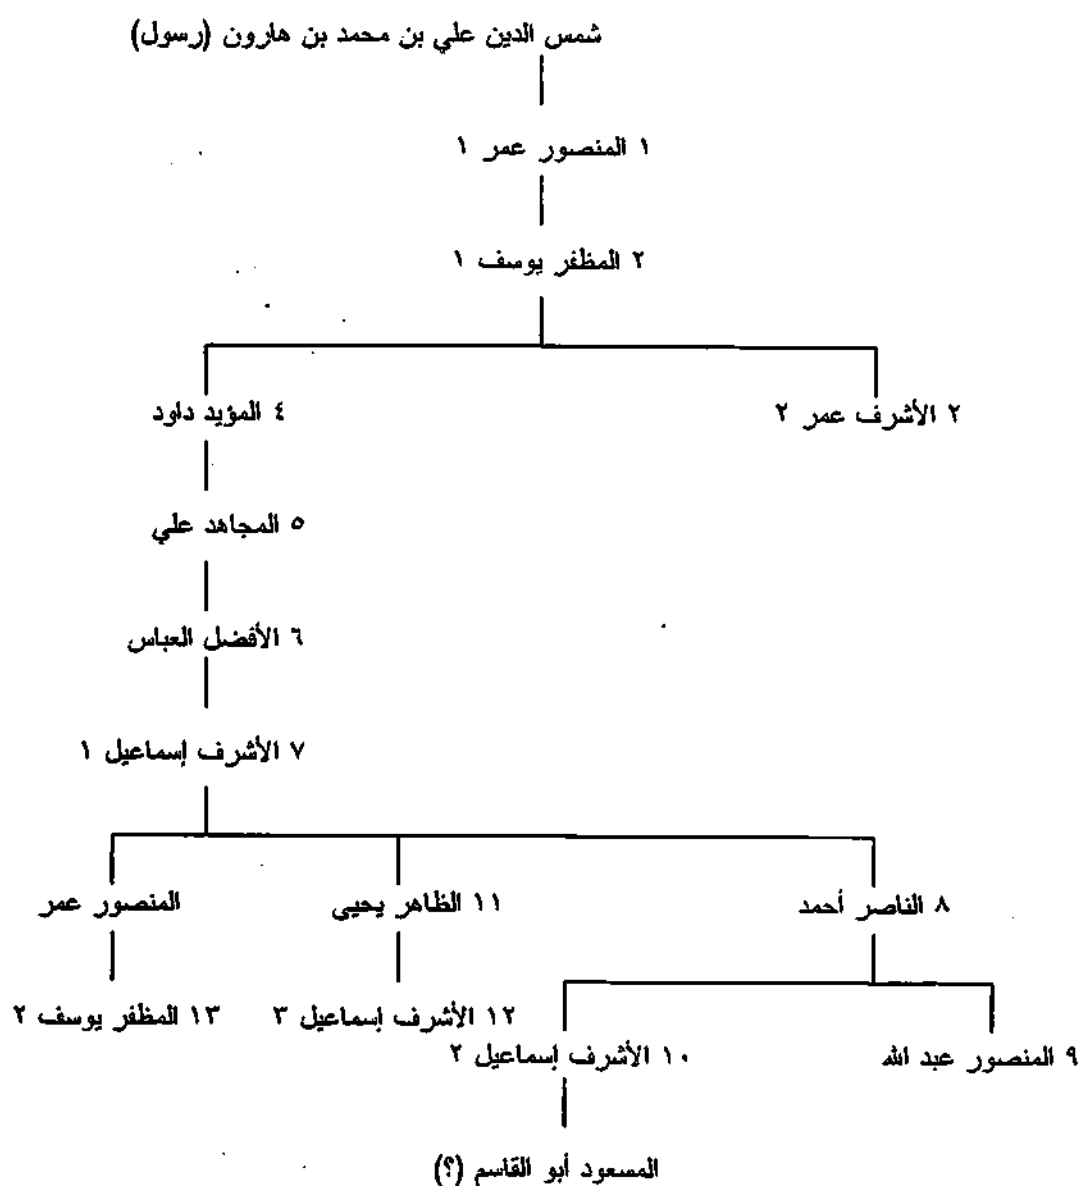 شمس الدين علي بن محمد بن هارون (رسول)
١ المنصور عمر ١
٢ المظفر يوسف ١
٢ الأشرف عمر ٢
٤ المؤيد داود
٥ المجاهد علي
٦ الأفضل العباس
٧ الأشرف إسماعيل ١
٨ الناصر أحمد
١١ الظاهر يحيى
المنصور عمر
١٢ الأشرف إسماعيل ٣
١٣ المظفر يوسف ٢
٩ المنصور عبد الله
١٠ الأشرف إسماعيل ٢
المسعود أبو القاسم (؟)